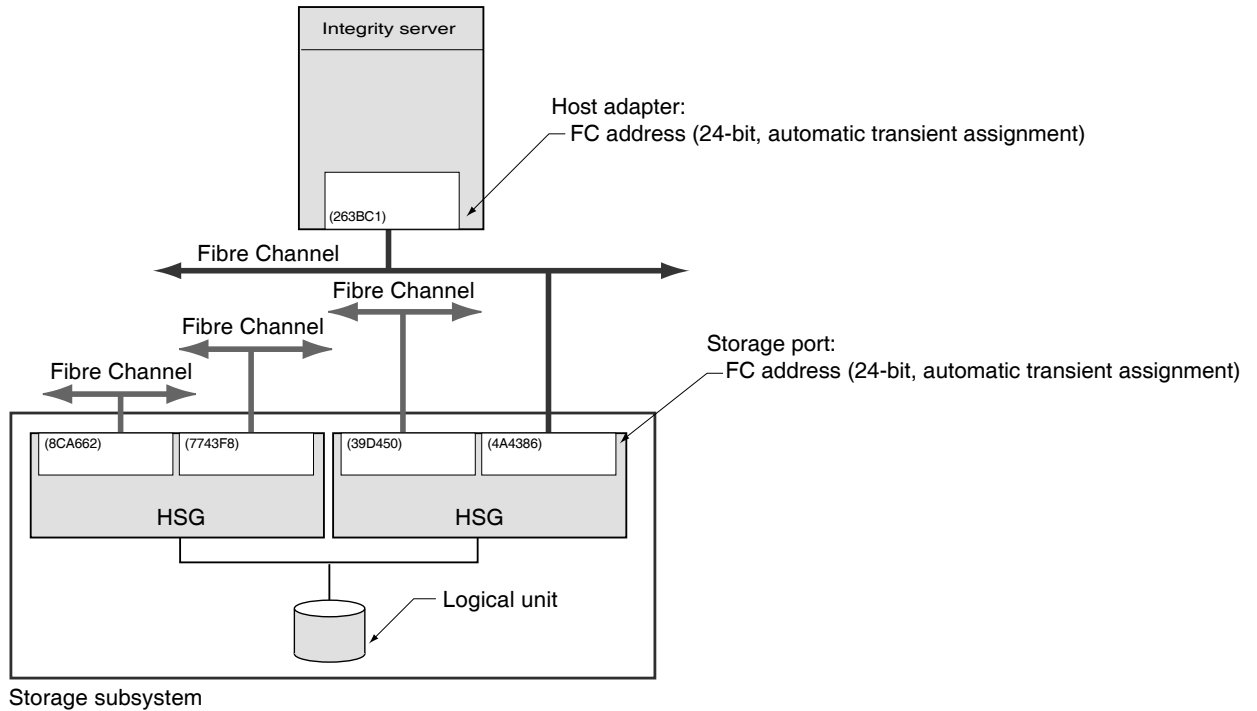 Integrity server
Host adapter:
FC address (24-bit, automatic transient assignment)
(263BC1)
Fibre Channel
Fibre Channel
Fibre Channel
Fibre Channel
Storage port:
FC address (24-bit, automatic transient assignment)
(8CA662)
(7743F8)
(39D450)
(4A4386)
HSG
HSG
Logical unit
Storage subsystem